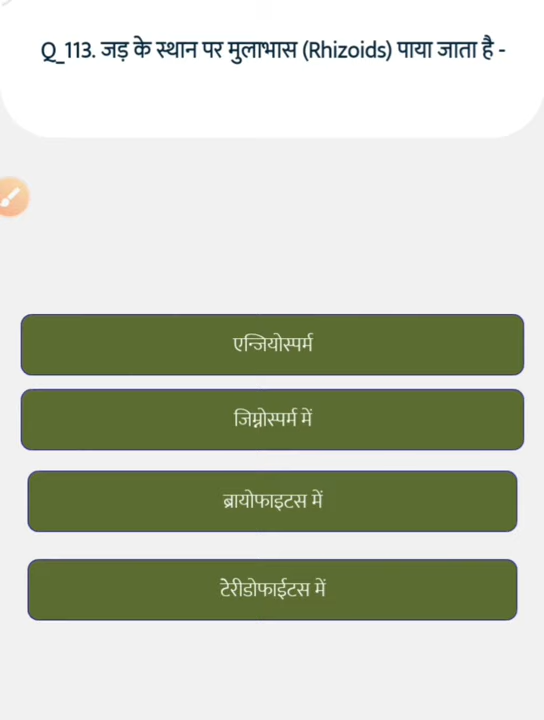 Q_113. जड़ के स्थान पर मुलाभास (Rhizoids) पाया जाता है -
एन्जियोस्पर्म
जिम्नोस्पर्म में
ब्रायोफाइटस में
टेरीडोफाईटस में